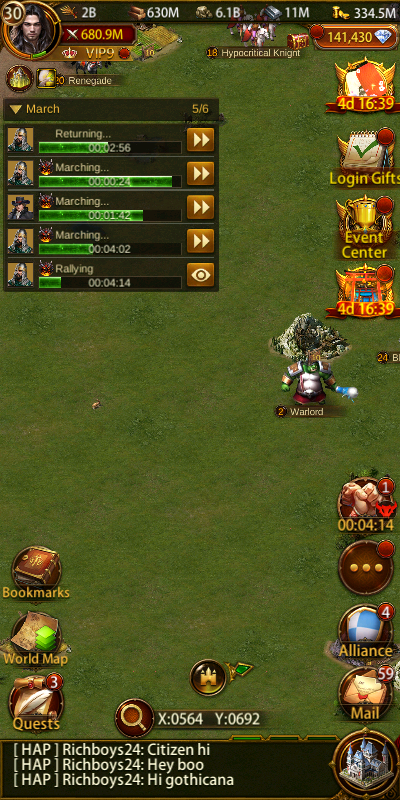 30
2B
630M
6.1B
11M
334.5M
680.9M
VIP9
10
18 Hypocritical Knight
141,430
20 Renegade
4d 16:39
March
5/6
Returning...
00:02:56
Marching...
00:00:24
Marching...
00:01:42
Marching...
00:04:02
Rallying
00:04:14
Login Gifts
Event
Center
4d 16:39
10
24 Bl
2 Warlord
1
00:04:14
Bookmarks
World Map
4
Alliance
3
Quests
59
Mail
X:0564 Y:0692
[ HAP ] Richboys24: Citizen hi
[ HAP ] Richboys24: Hey boo
[ HAP ] Richboys24: Hi gothicana